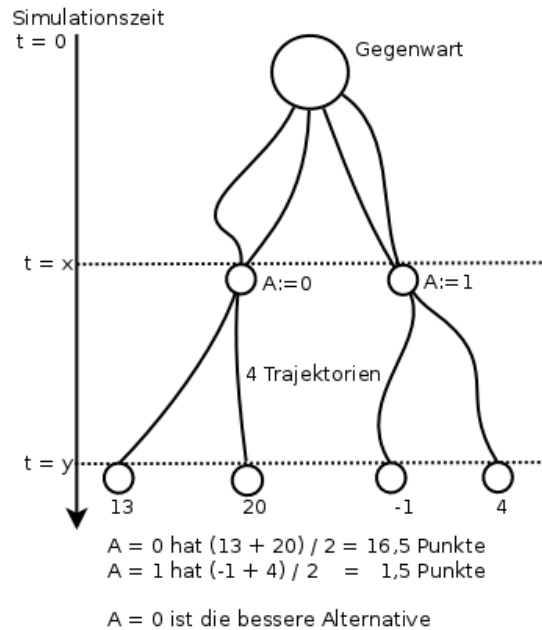 Simulationszeit
t = 0
Gegenwart
t = x
A:=0
A:=1
4 Trajektorien
t = y
13
20
-1
4
A = 0 hat (13 + 20) / 2 = 16,5 Punkte
A = 1 hat (-1 + 4) / 2 = 1,5 Punkte
A = 0 ist die bessere Alternative